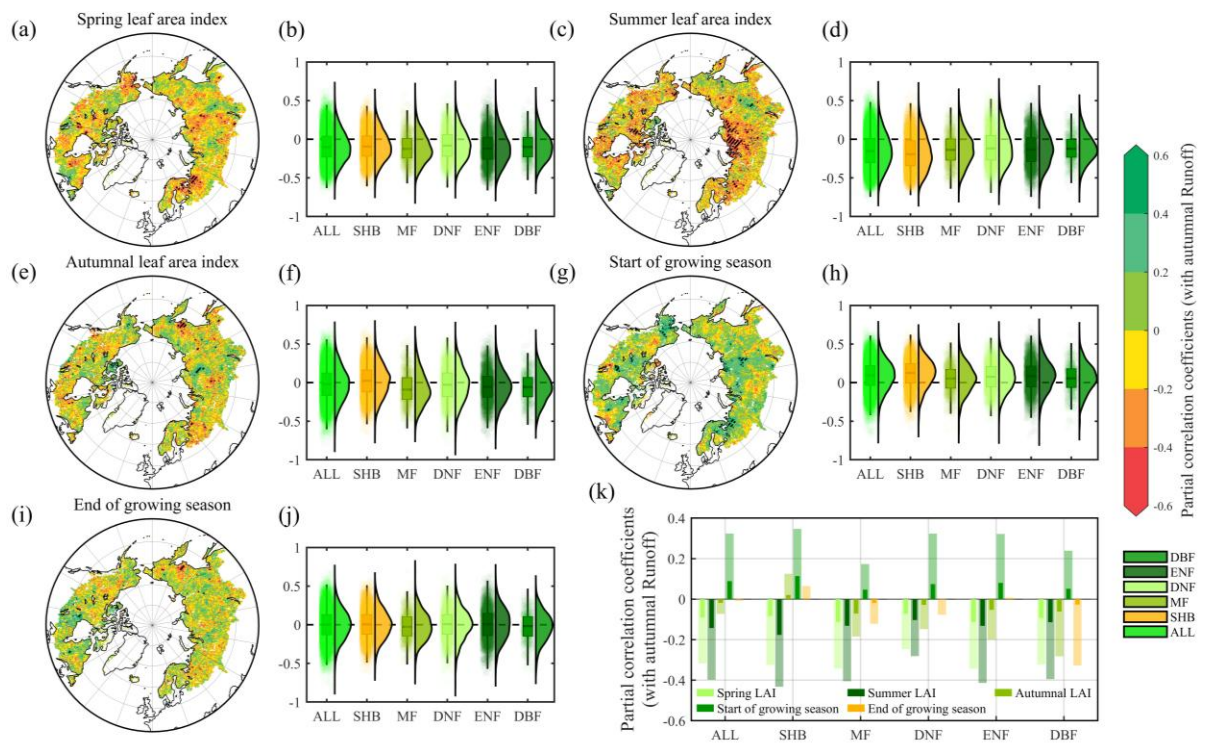 Spring leaf area index
Summer leaf area index
(a)
(b)
(c)
(d)
1
0.5
0
-0.5
-1
ALL SHB MF DNF ENF DBF
1
0.5
0
-0.5
-1
ALL SHB MF DNF ENF DBF
Autumnal leaf area index
Start of growing season
(e)
(f)
(g)
(h)
1
0.5
0
-0.5
-1
ALL SHB MF DNF ENF DBF
1
0.5
0
-0.5
-1
ALL SHB MF DNF ENF DBF
End of growing season
(i)
(j)
(k)
1
0.5
0
-0.5
-1
ALL SHB MF DNF ENF DBF
Partial correlation coefficients
(with autumnal Runoff)
0.4
0.2
0
-0.2
-0.4
-0.6
Spring LAI
Summer LAI
Autumnal LAI
Start of growing season
End of growing season
ALL SHB MF DNF ENF DBF
0.6
0.4
0.2
0
-0.2
-0.4
-0.6
Partial correlation coefficients (with autumnal Runoff)
DBF
ENF
DNF
MF
SHB
ALL